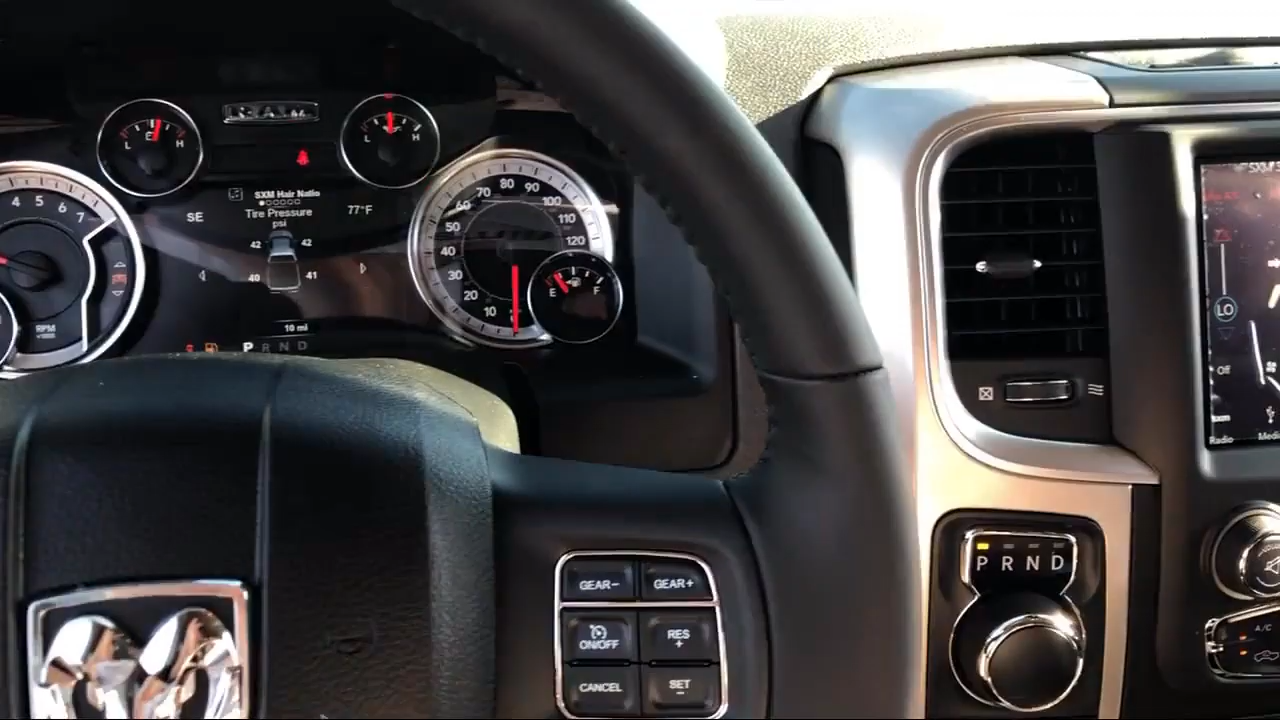 RAM
L H
L H
SXM Hair Natio
Tire Pressure
psi
SE
77°F
42 42
40 41
10 mi
P R N D
4 5 6 7
RPM
x1000
10 20 30 40 50 60 70 80 90 100 110 120
E F
GEAR- GEAR+
ON/OFF RES +
CANCEL SET -
P R N D
LO
Off
Radio
A/C